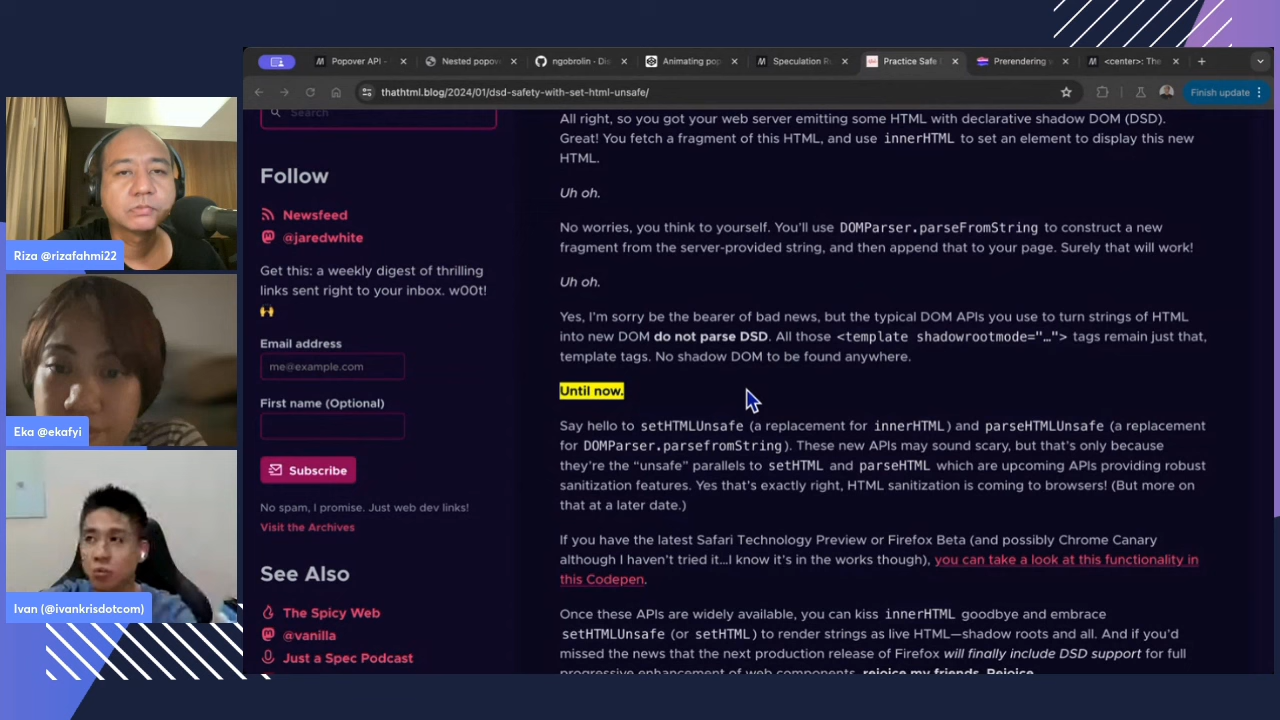 Popover API -
Nested popov
ngobrolin - Dis
Animating pop
Speculation Ru
Practice Safe
Prerendering
<center>: The
thathtml.blog/2024/01/dsd-safety-with-set-html-unsafe/
Finish update
Riza @rizafahmi22
Eka @ekafyi
Ivan (@ivankrisdotcom)
Search
Follow
Newsfeed
@jaredwhite
Get this: a weekly digest of thrilling
links sent right to your inbox. w00t!
🙌
Email address
me@example.com
First name (Optional)
Subscribe
No spam, I promise. Just web dev links!
Visit the Archives
See Also
The Spicy Web
@vanilla
Just a Spec Podcast
All right, so you got your web server emitting some HTML with declarative shadow DOM (DSD).
Great! You fetch a fragment of this HTML, and use innerHTML to set an element to display this new
HTML.
Uh oh.
No worries, you think to yourself. You’ll use DOMParser.parseFromString to construct a new
fragment from the server-provided string, and then append that to your page. Surely that will work!
Uh oh.
Yes, I’m sorry be the bearer of bad news, but the typical DOM APIs you use to turn strings of HTML
into new DOM do not parse DSD. All those <template shadowrootmode="…"> tags remain just that,
template tags. No shadow DOM to be found anywhere.
Until now.
Say hello to setHTMLUnsafe (a replacement for innerHTML) and parseHTMLUnsafe (a replacement
for DOMParser.parsefromString). These new APIs may sound scary, but that’s only because
they’re the “unsafe” parallels to setHTML and parseHTML which are upcoming APIs providing robust
sanitization features. Yes that’s exactly right, HTML sanitization is coming to browsers! (But more on
that at a later date.)
If you have the latest Safari Technology Preview or Firefox Beta (and possibly Chrome Canary
although I haven’t tried it…I know it’s in the works though), you can take a look at this functionality in
this Codepen.
Once these APIs are widely available, you can kiss innerHTML goodbye and embrace
setHTMLUnsafe (or setHTML) to render strings as live HTML—shadow roots and all. And if you’d
missed the news that the next production release of Firefox will finally include DSD support for full
progressive enhancement of web components, rejoice my friends. Rejoice.